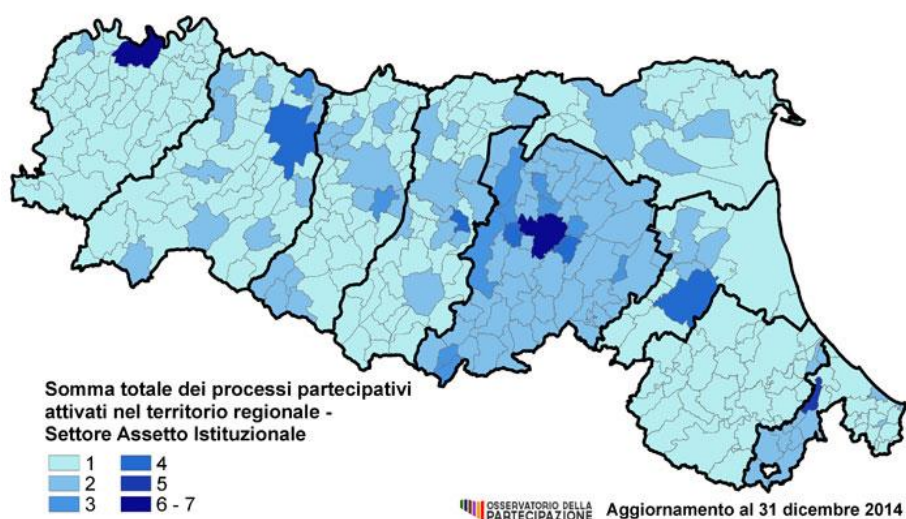 Somma totale dei processi partecipativi
attivati nel territorio regionale -
Settore Assetto Istituzionale
1
4
2
5
3
6 - 7
OSSERVATORIO DELLA
PARTECIPAZIONE
Aggiornamento al 31 dicembre 2014